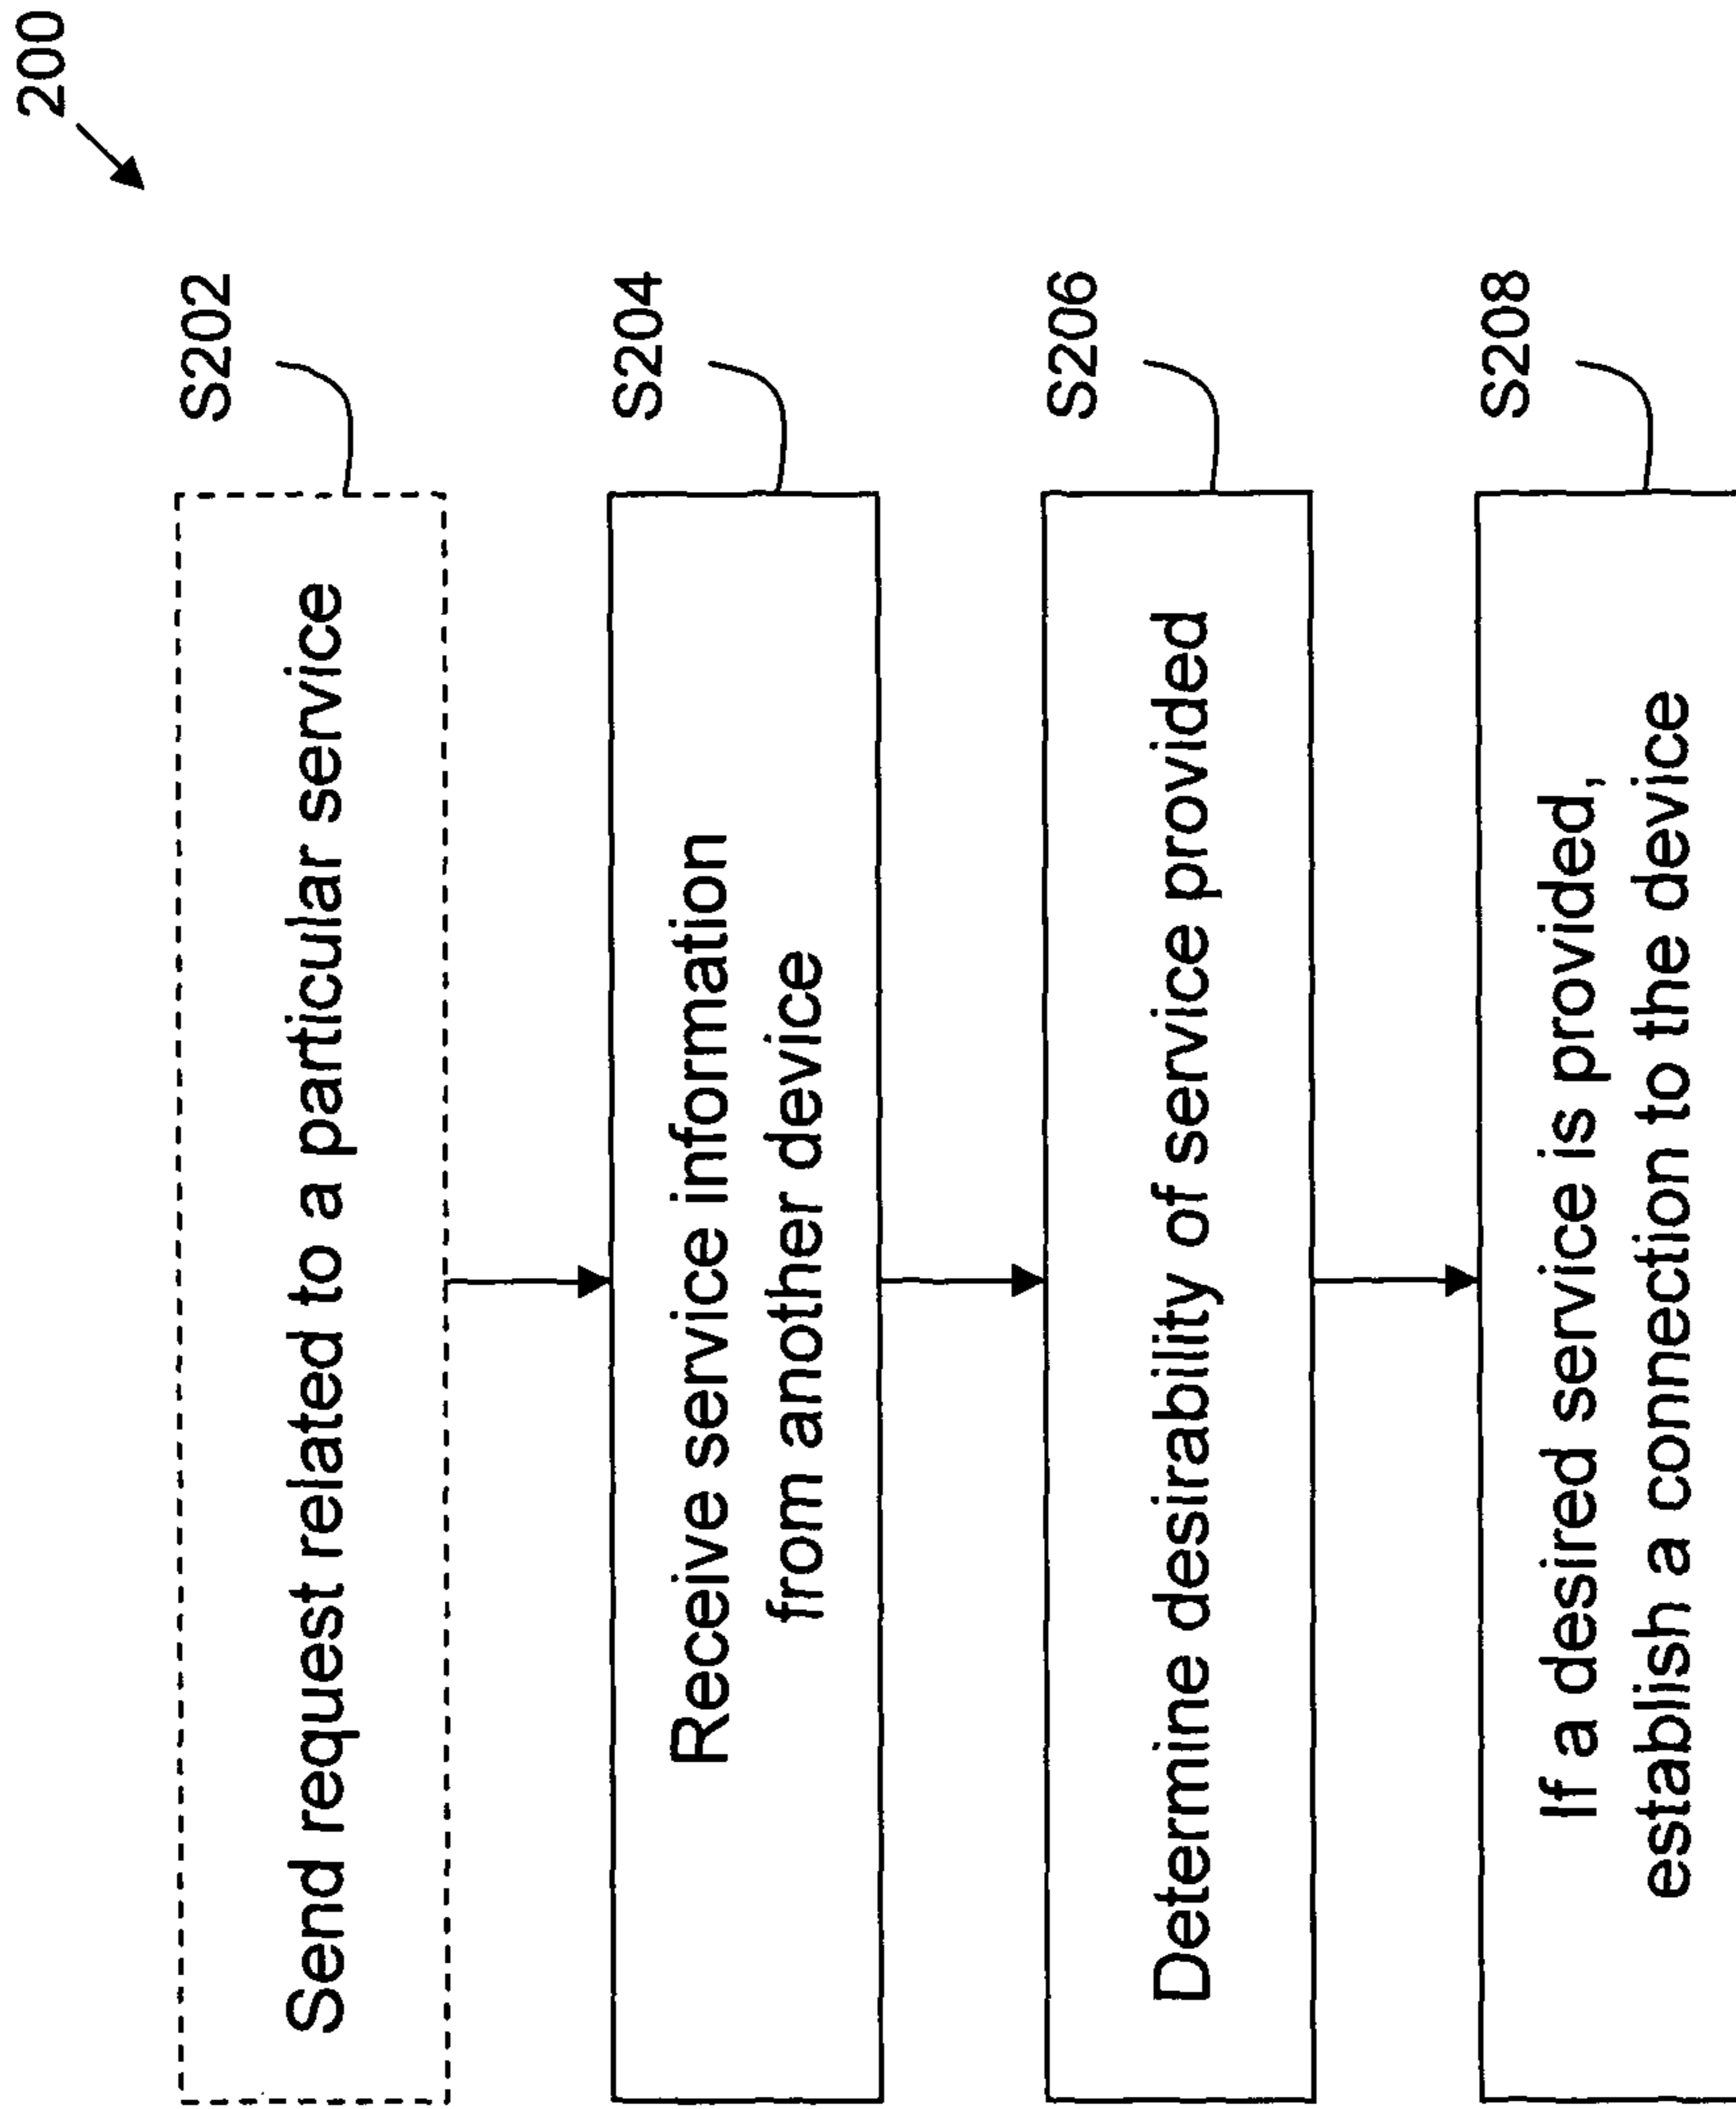 200
S202
Send request related to a particular service
S204
Receive service information
from another device
S206
Determine desirability of service provided
S208
If a desired service is provided,
establish a connection to the device